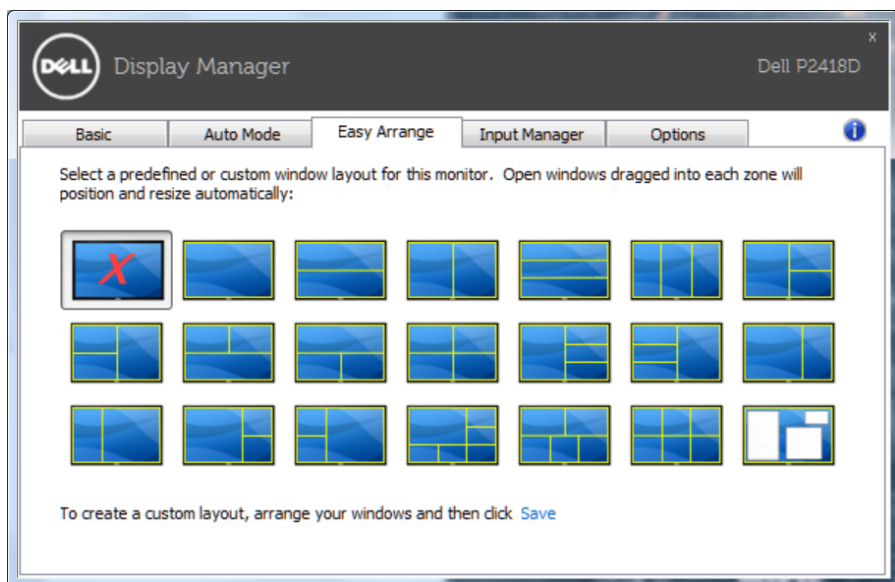 DELL
Display Manager
x
Dell P2418D
Basic
Auto Mode
Easy Arrange
Input Manager
Options
i
Select a predefined or custom window layout for this monitor. Open windows dragged into each zone will
position and resize automatically:
X
To create a custom layout, arrange your windows and then click Save